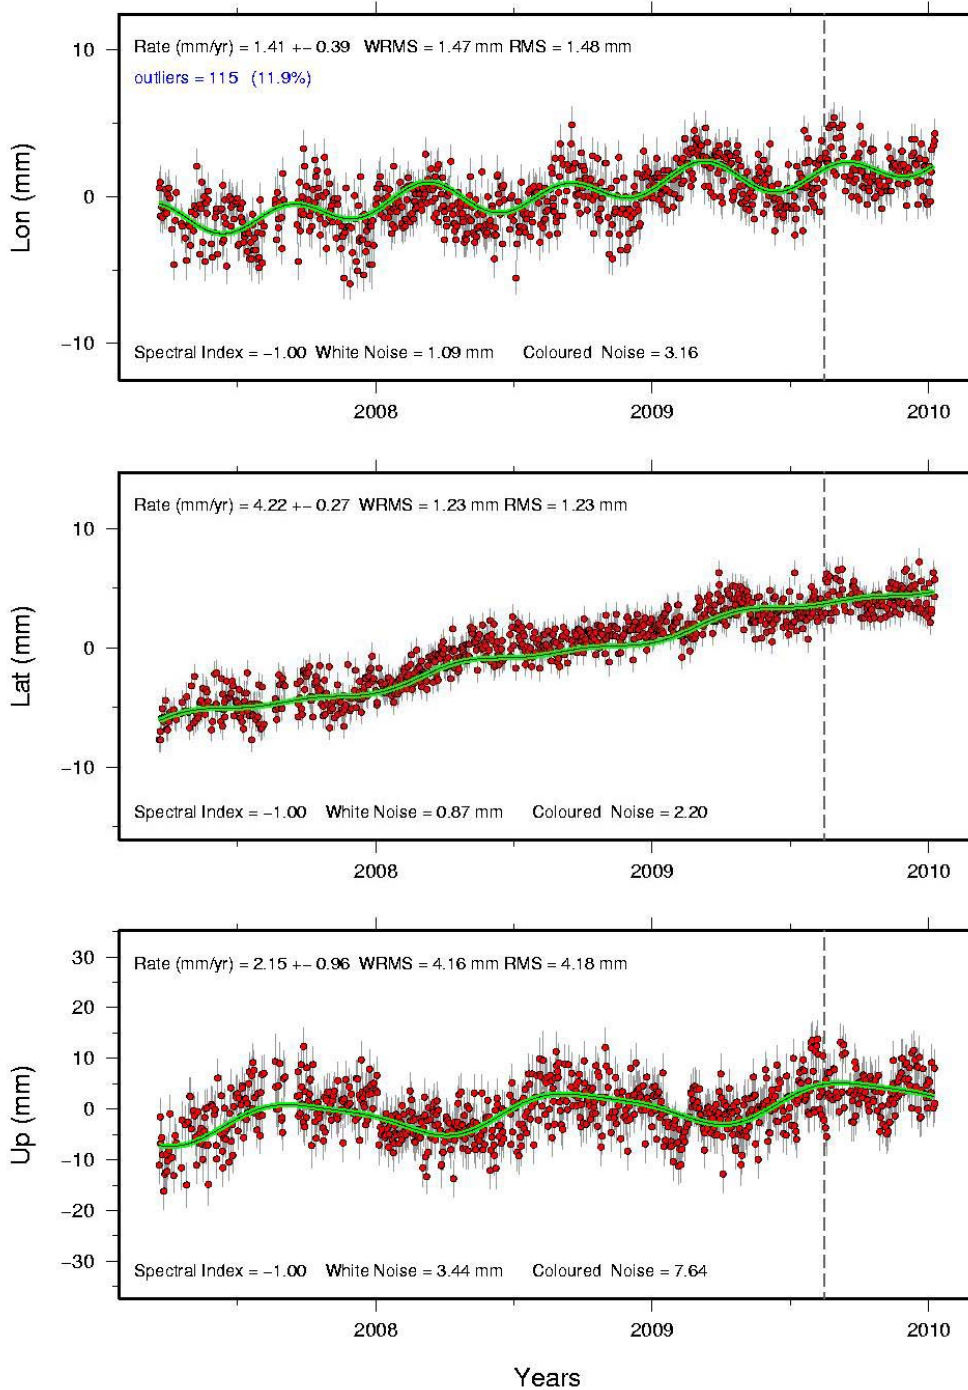 Rate (mm/yr) = 1.41 +− 0.39 WRMS = 1.47 mm RMS = 1.48 mm
outliers = 115 (11.9%)
10
0
−10
Lon (mm)
Spectral Index = −1.00 White Noise = 1.09 mm Coloured Noise = 3.16
2008 2009 2010
Rate (mm/yr) = 4.22 +− 0.27 WRMS = 1.23 mm RMS = 1.23 mm
10
0
−10
Lat (mm)
Spectral Index = −1.00 White Noise = 0.87 mm Coloured Noise = 2.20
2008 2009 2010
Rate (mm/yr) = 2.15 +− 0.96 WRMS = 4.16 mm RMS = 4.18 mm
30
20
10
0
−10
−20
−30
Up (mm)
Spectral Index = −1.00 White Noise = 3.44 mm Coloured Noise = 7.64
2008 2009 2010
Years